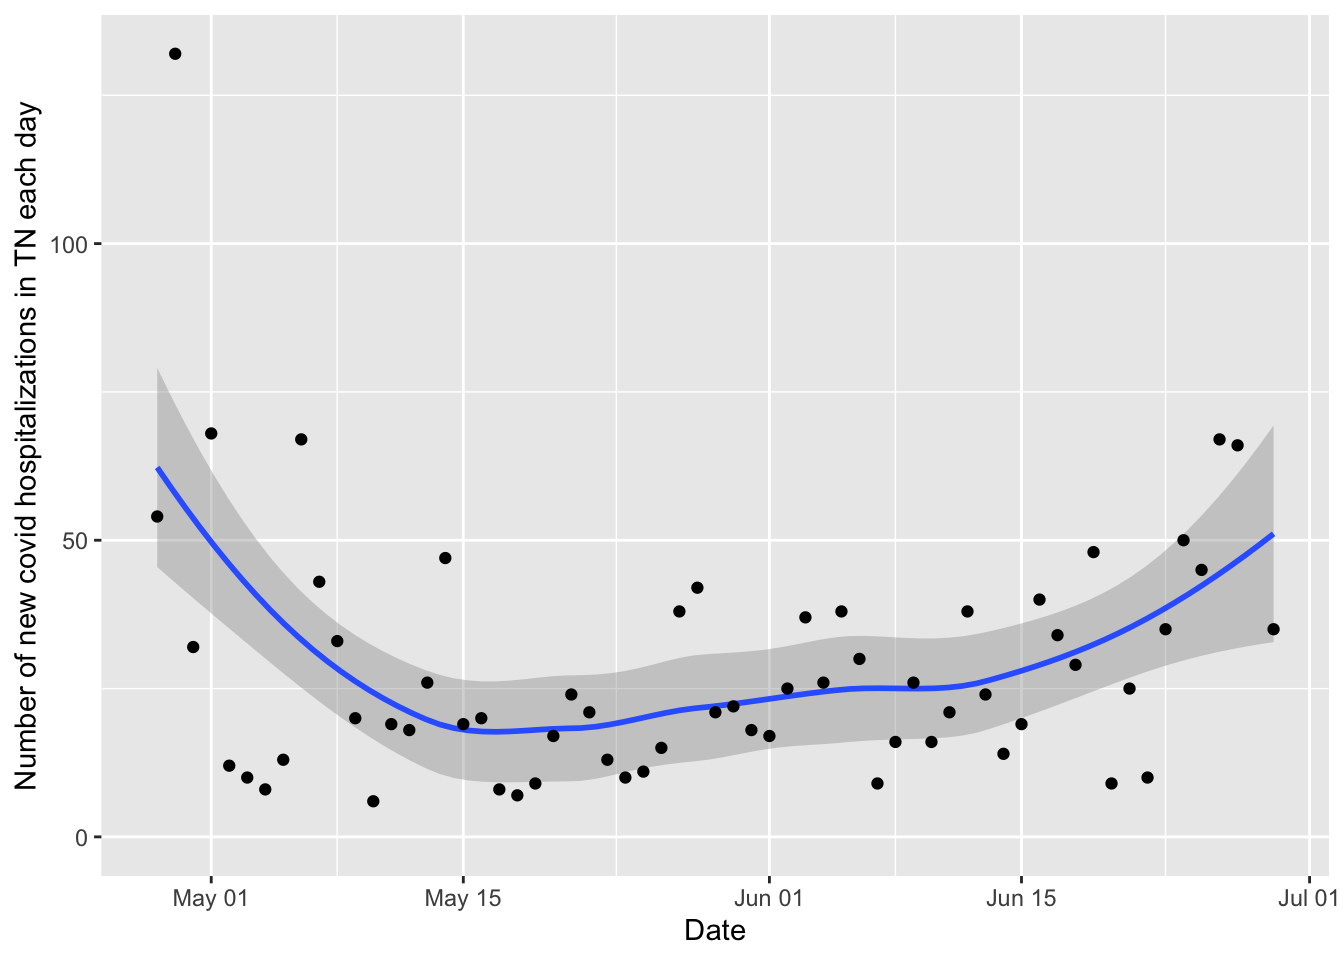 Number of new covid hospitalizations in TN each day
100
50
0
May 01
May 15
Jun 01
Jun 15
Jul 01
Date